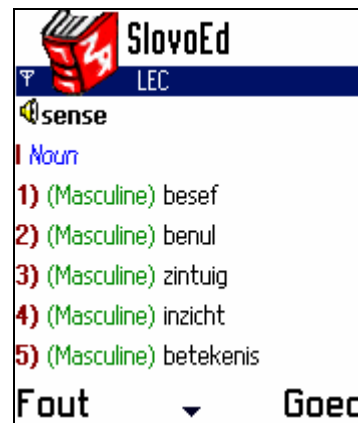 SlovoEd
LEC
sense
I Noun
1) (Masculine) besef
2) (Masculine) benul
3) (Masculine) zintuig
4) (Masculine) inzicht
5) (Masculine) betekenis
Fout Goed